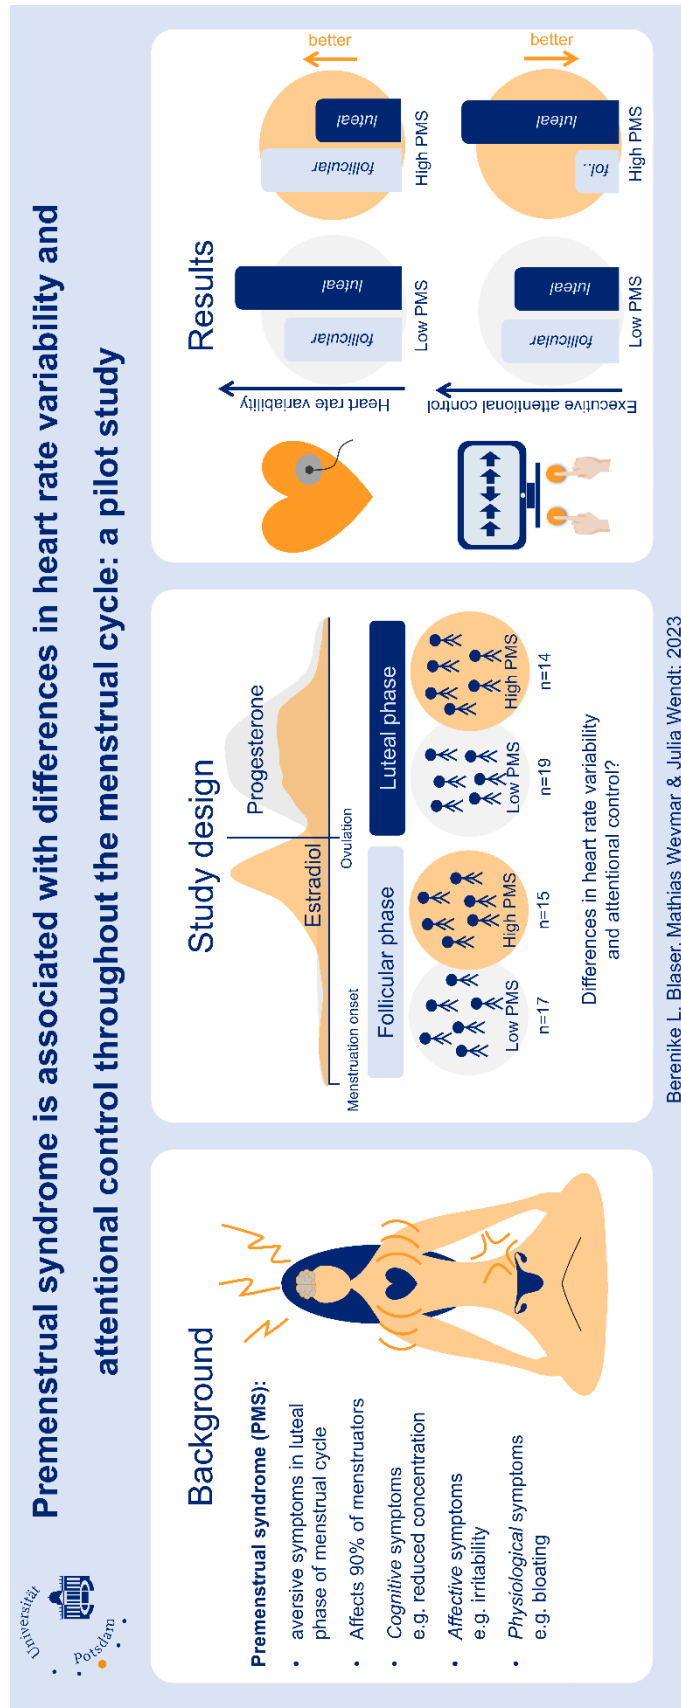 Universität
Potsdam
Premenstrual syndrome is associated with differences in heart rate variability and
attentional control throughout the menstrual cycle: a pilot study
Background
Premenstrual syndrome (PMS):
• aversive symptoms in luteal
phase of menstrual cycle
• Affects 90% of menstruators
• Cognitive symptoms
e.g. reduced concentration
• Affective symptoms
e.g. irritability
• Physiological symptoms
e.g. bloating
Study design
Progesterone
Estradiol
Menstruation onset
Ovulation
Follicular phase
Luteal phase
Low PMS
High PMS
Low PMS
High PMS
n=17
n=15
n=19
n=14
Differences in heart rate variability
and attentional control?
Results
Heart rate variability
follicular
luteal
Low PMS
follicular
luteal
High PMS
better
Executive attentional control
follicular
luteal
Low PMS
fol..
luteal
High PMS
better
Berenike L. Blaser, Mathias Weymar & Julia Wendt; 2023